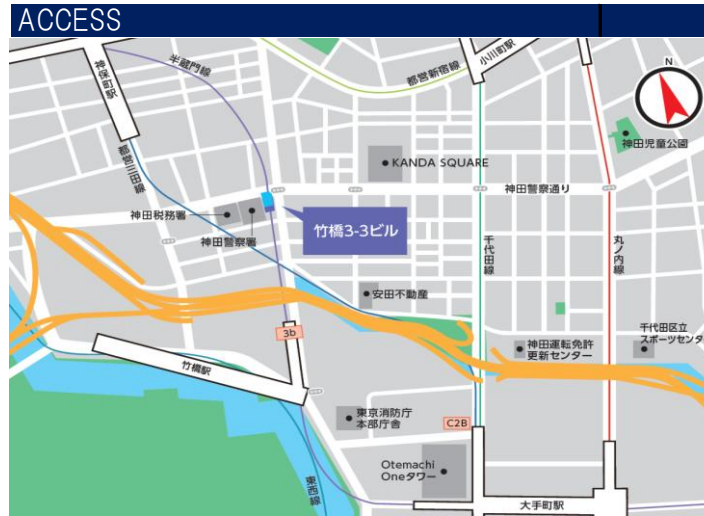 ACCESS
神保町駅
半蔵門線
都営三田線
都営新宿線
小川町駅
N
神田児童公園
KANDA SQUARE
神田警察通り
神田税務署
神田警察署
竹橋3-3ビル
千代田線
丸ノ内線
安田不動産
3b
神田運転免許
更新センター
千代田区立
スポーツセンタ
竹橋駅
東京消防庁
本部庁舎
C2B
Otemachi
Oneタワー
東西線
大手町駅